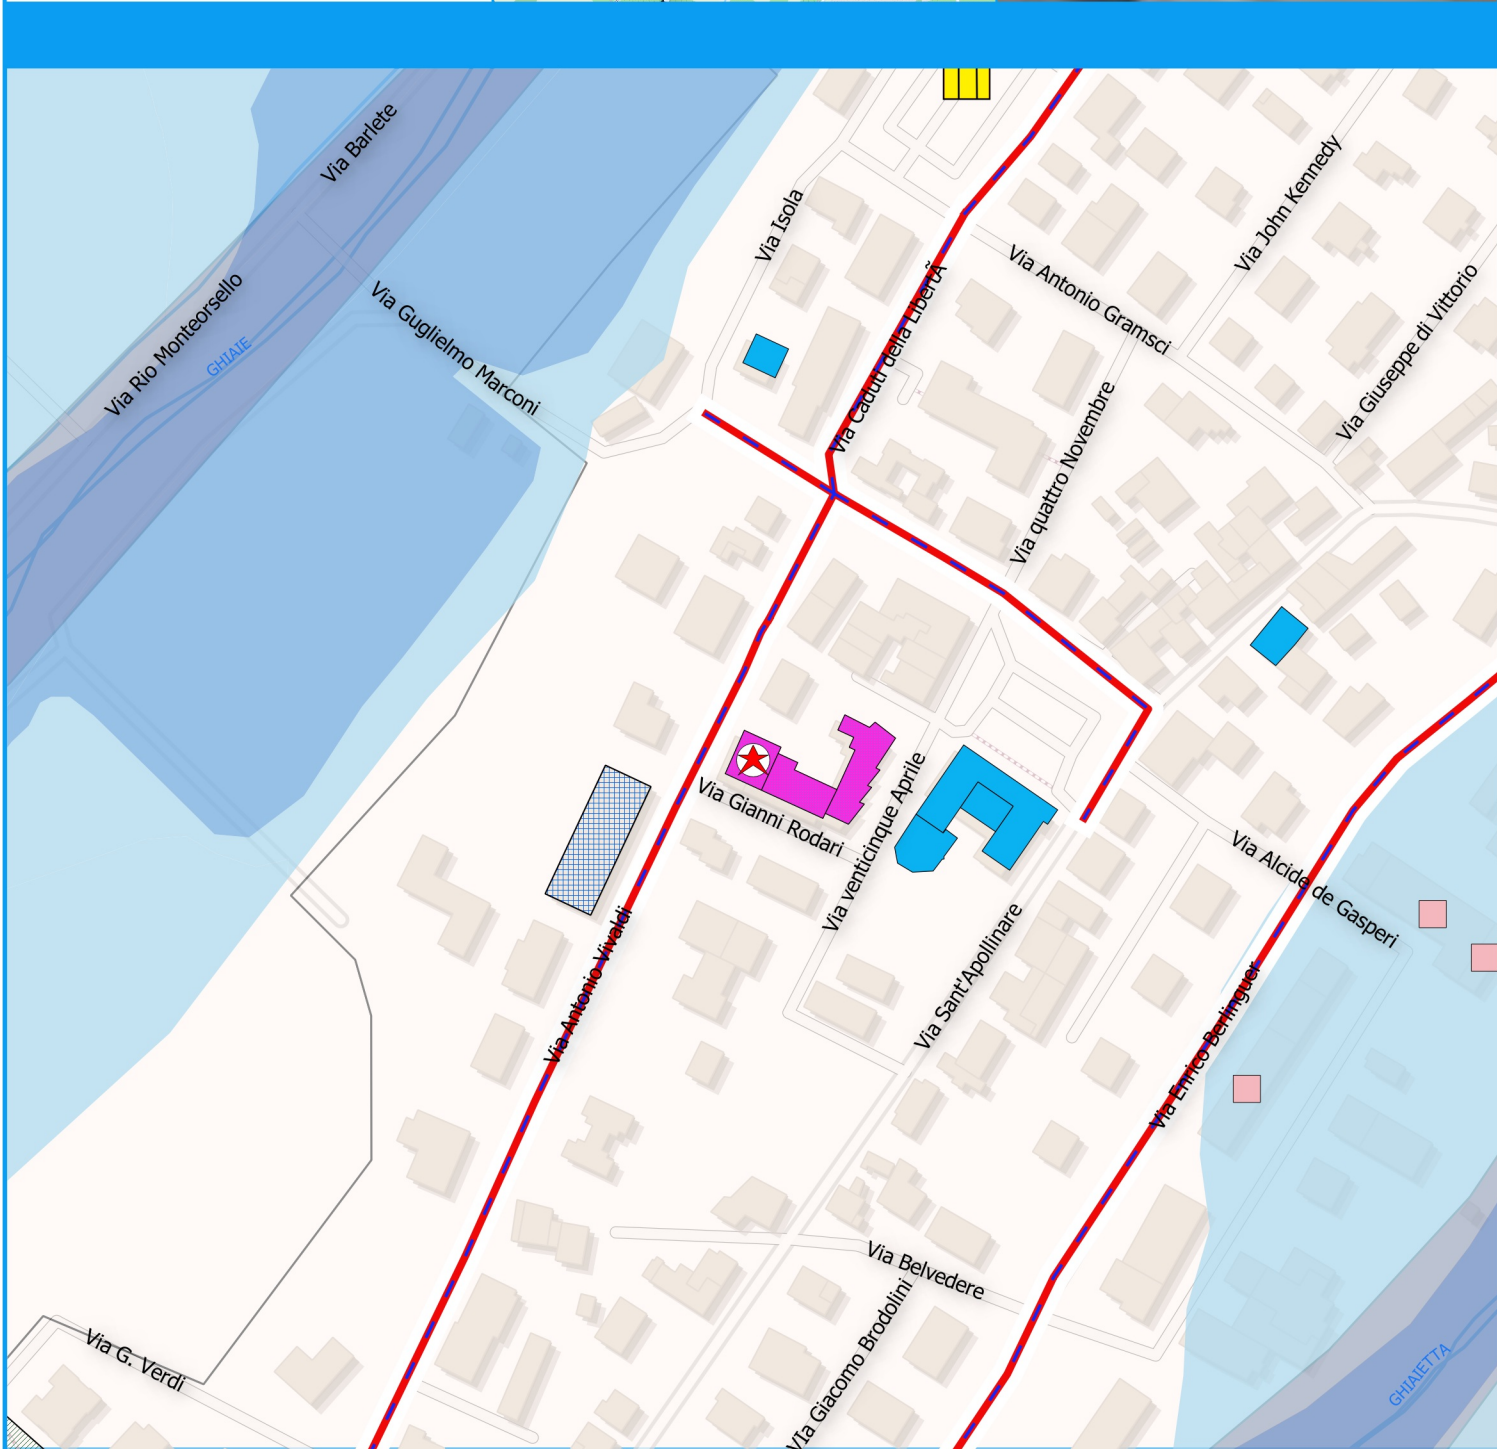 Via Barlete
Via John Kennedy
Via Isola
Via Antonio Gramsci
Via Rio Monteorsello
Via Guglielmo Marconi
Via Caduti della LibertÃ
Via Giuseppe di Vittorio
GHIAIE
Via quattro Novembre
Via Gianni Rodari
Via venticinque Aprile
Via Alcide de Gasperi
Via Antonio Vivaldi
Via Sant'Apollinare
Via Enrico Berlinguer
Via Belvedere
Via G. Verdi
VIa Giacomo Brodolini
GHIAIETTA